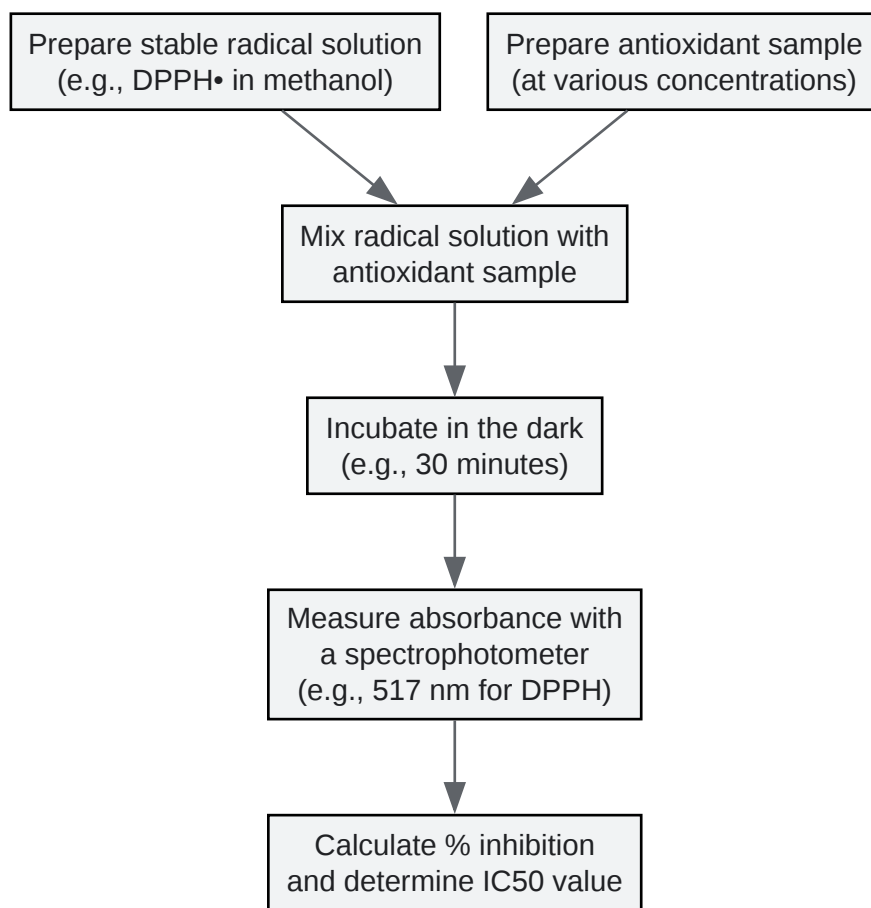 Prepare stable radical solution
(e.g., DPPH• in methanol)
Prepare antioxidant sample
(at various concentrations)
Mix radical solution with
antioxidant sample
Incubate in the dark
(e.g., 30 minutes)
Measure absorbance with
a spectrophotometer
(e.g., 517 nm for DPPH)
Calculate % inhibition
and determine IC50 value